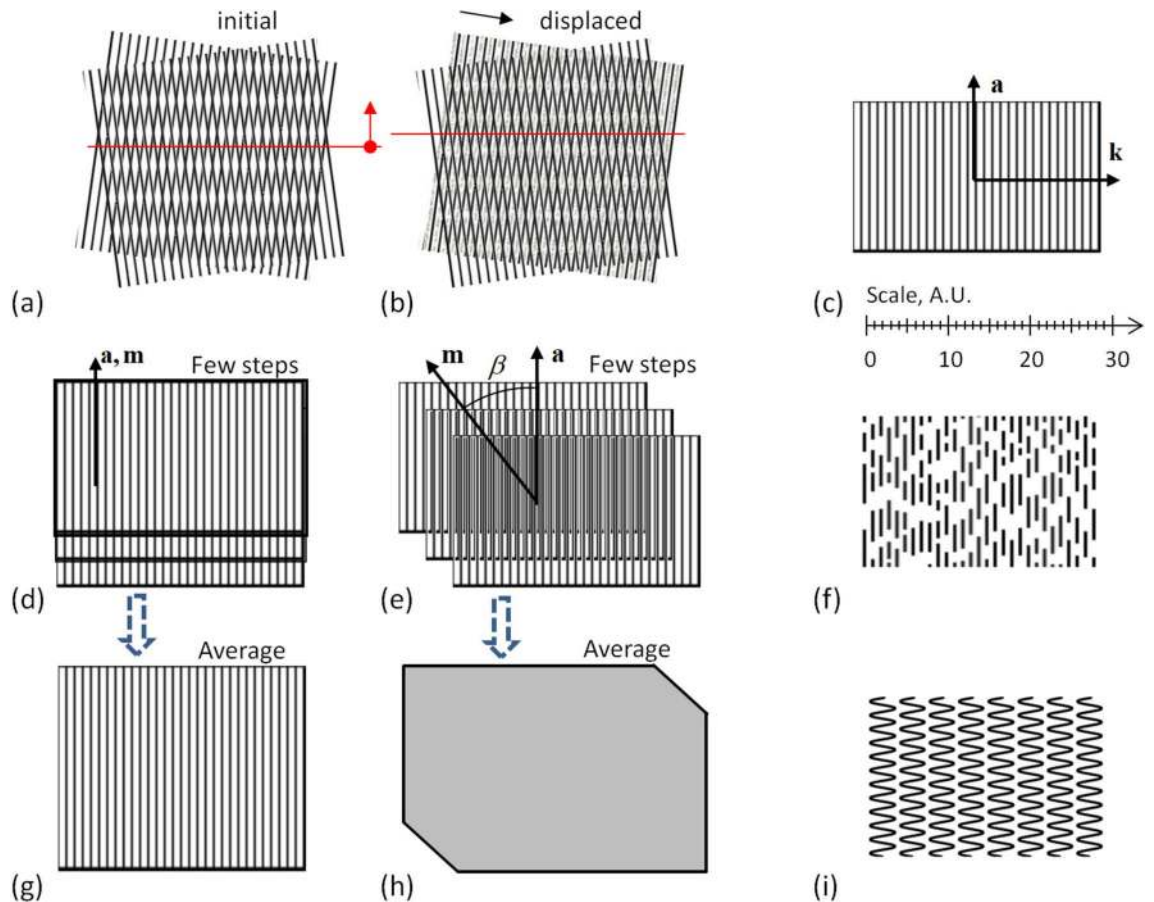 initial
displaced
a
k
(a)
(b)
(c)
Scale, A.U.
0 10 20 30
a, m
Few steps
m
β
a
Few steps
(d)
(e)
(f)
Average
Average
(g)
(h)
(i)